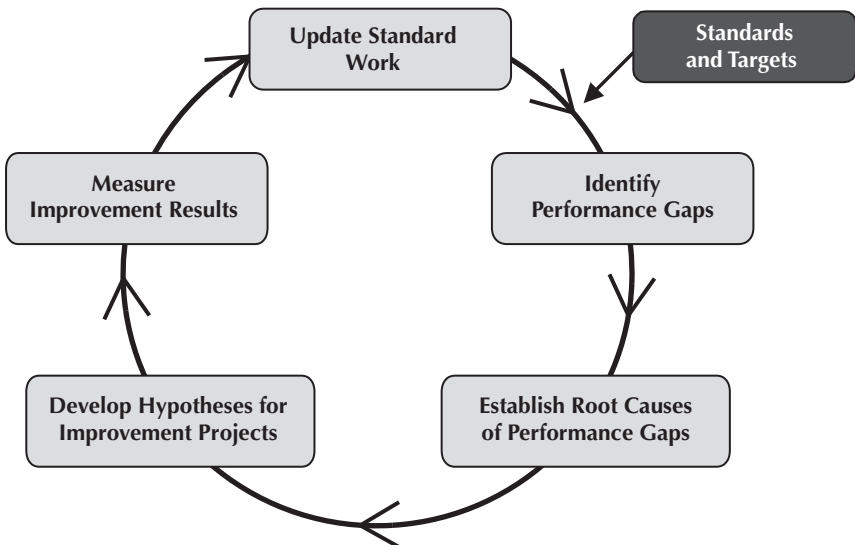 Update Standard
Work
Standards
and Targets
Identify
Performance Gaps
Establish Root Causes
of Performance Gaps
Develop Hypotheses for
Improvement Projects
Measure
Improvement Results